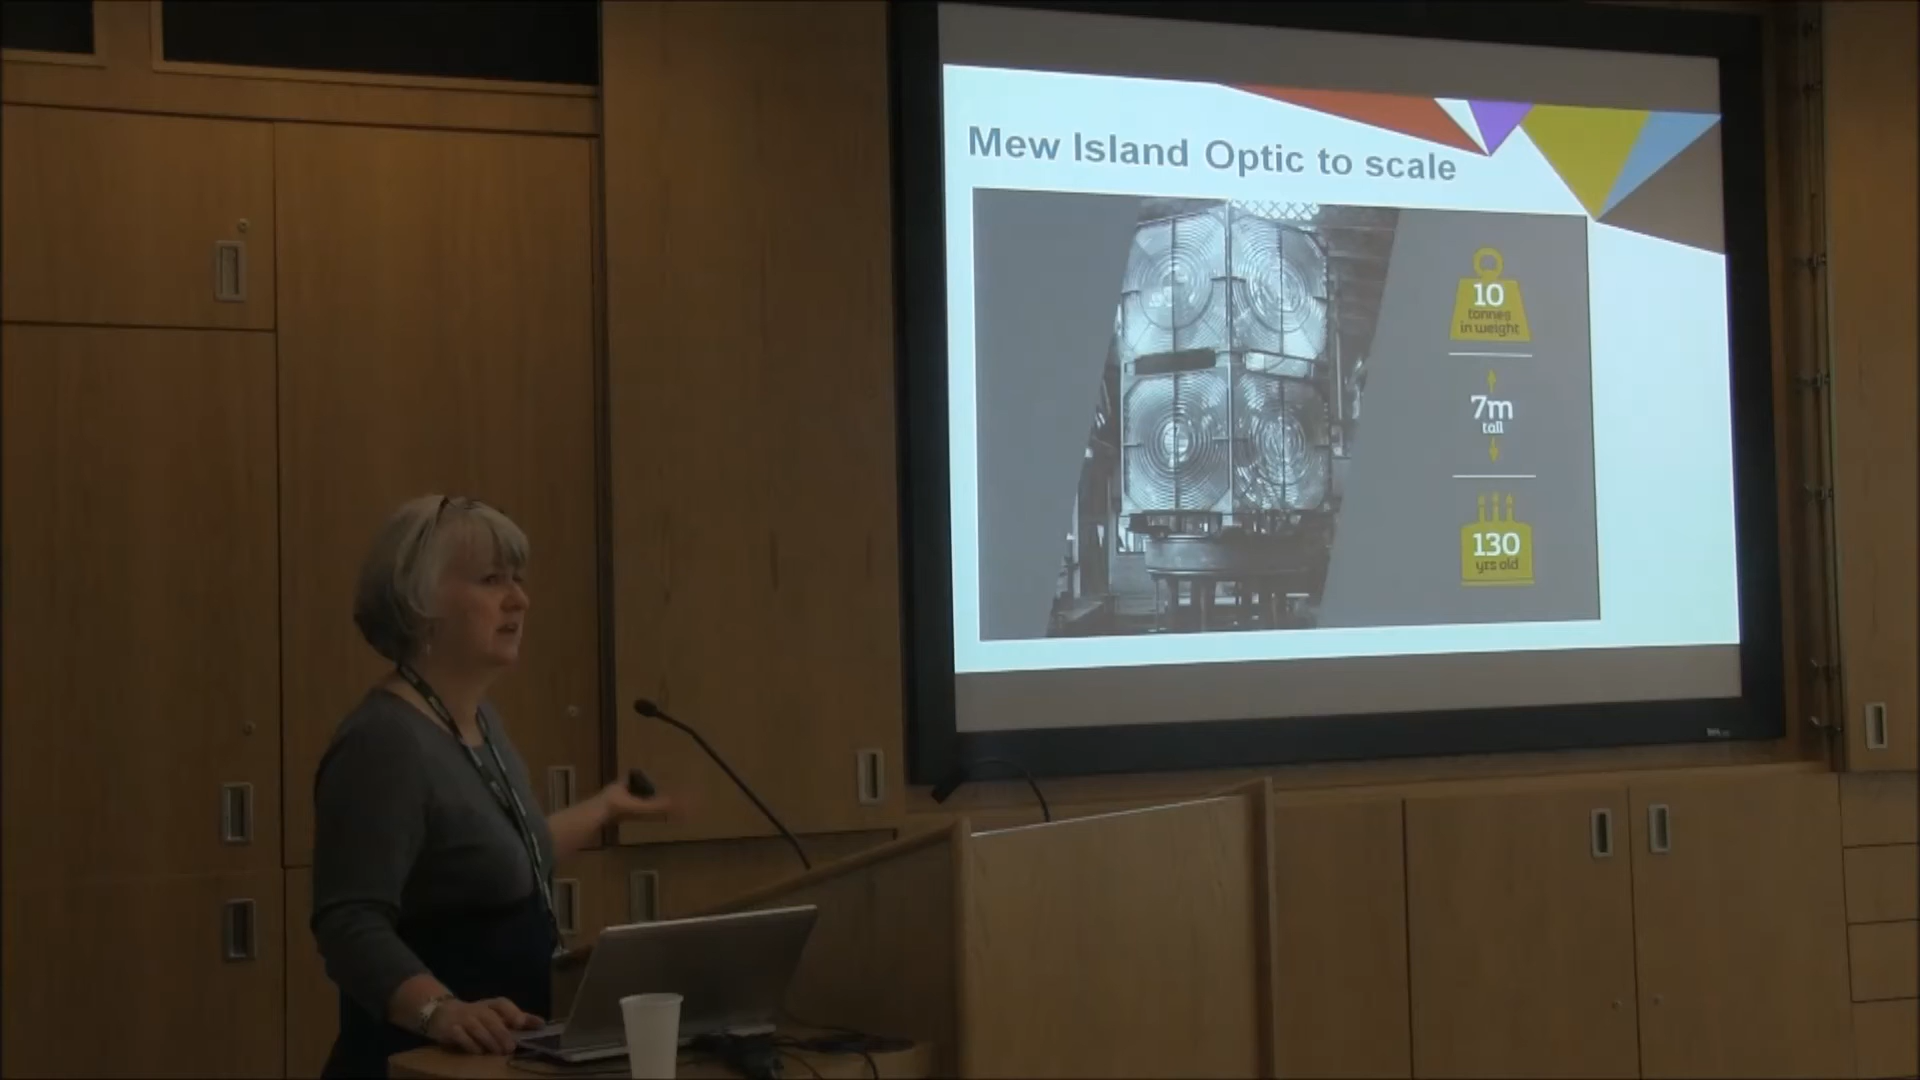 Mew Island Optic to scale
10
tonnes
in weight
7m
tall
130
yrs old